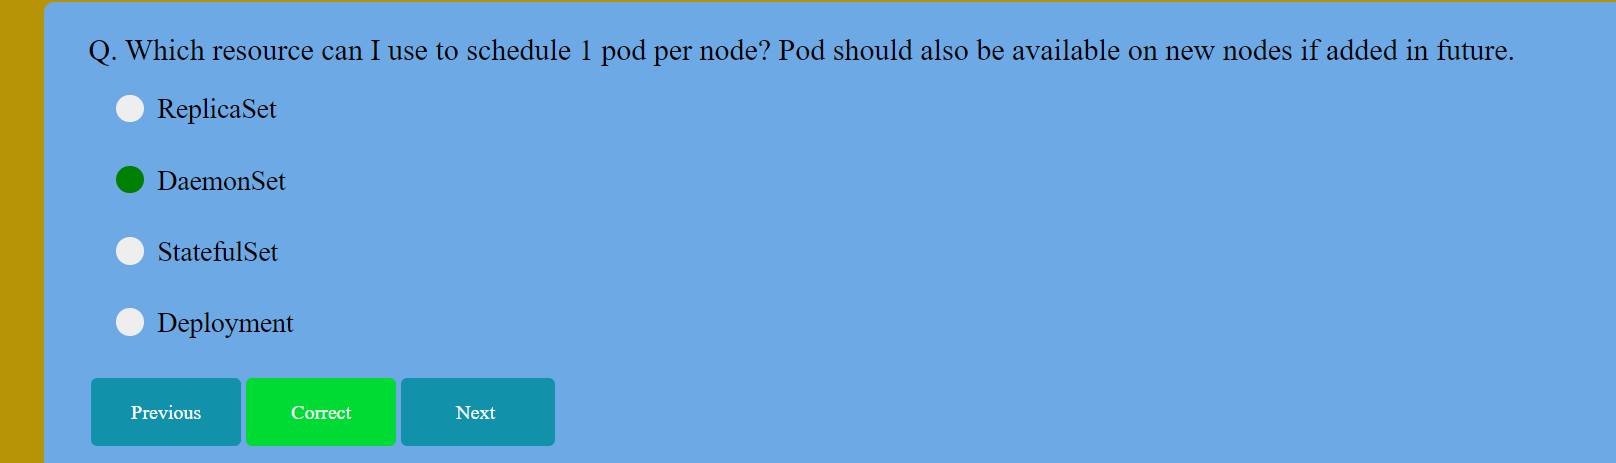 Q. Which resource can I use to schedule 1 pod per node? Pod should also be available on new nodes if added in future.
ReplicaSet
DaemonSet
StatefulSet
Deployment
Previous Correct Next